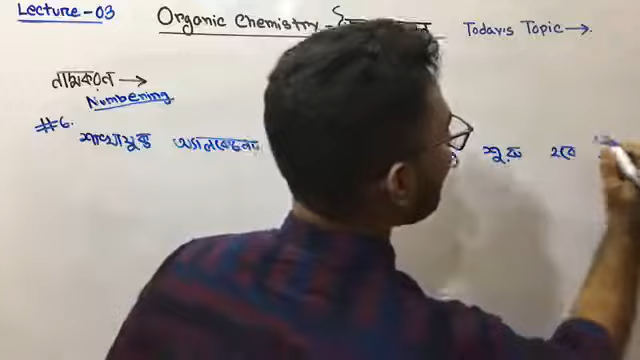 Lecture-03
Organic Chemistry -
Today's Topic →
নামকরণ →
Numbering
#6.
শাখাযুক্ত অ্যালকেনের শুরু হবে